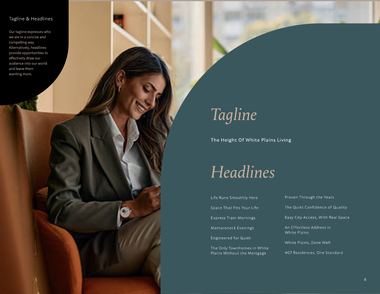 Tagline & Headlines
Our tagline expresses who
we are in a concise and
compelling way.
Alternatively, headlines
provide opportunities to
effectively draw our
audience into our world
and leave them
wanting more.
Tagline
The Height Of White Plains Living
Headlines
Life Runs Smoothly Here
Space That Fits Your Life
Express Train Mornings
Mamaroneck Evenings
Engineered for Quiet
The Only Townhomes in White
Plains Without the Mortgage
Proven Through the Years
The Quiet Confidence of Quality
Easy City Access, With Real Space
An Effortless Address in
White Plains
White Plains, Done Well
407 Residences, One Standard